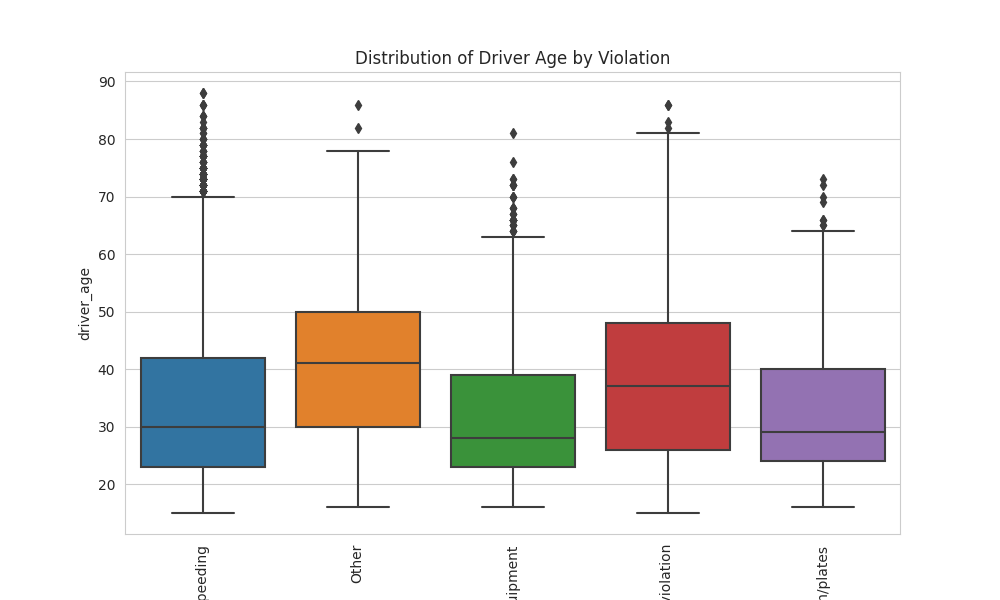 Distribution of Driver Age by Violation
90
80
70
60
50
40
30
20
driver_age
peeding
Other
uipment
violation
n/plates